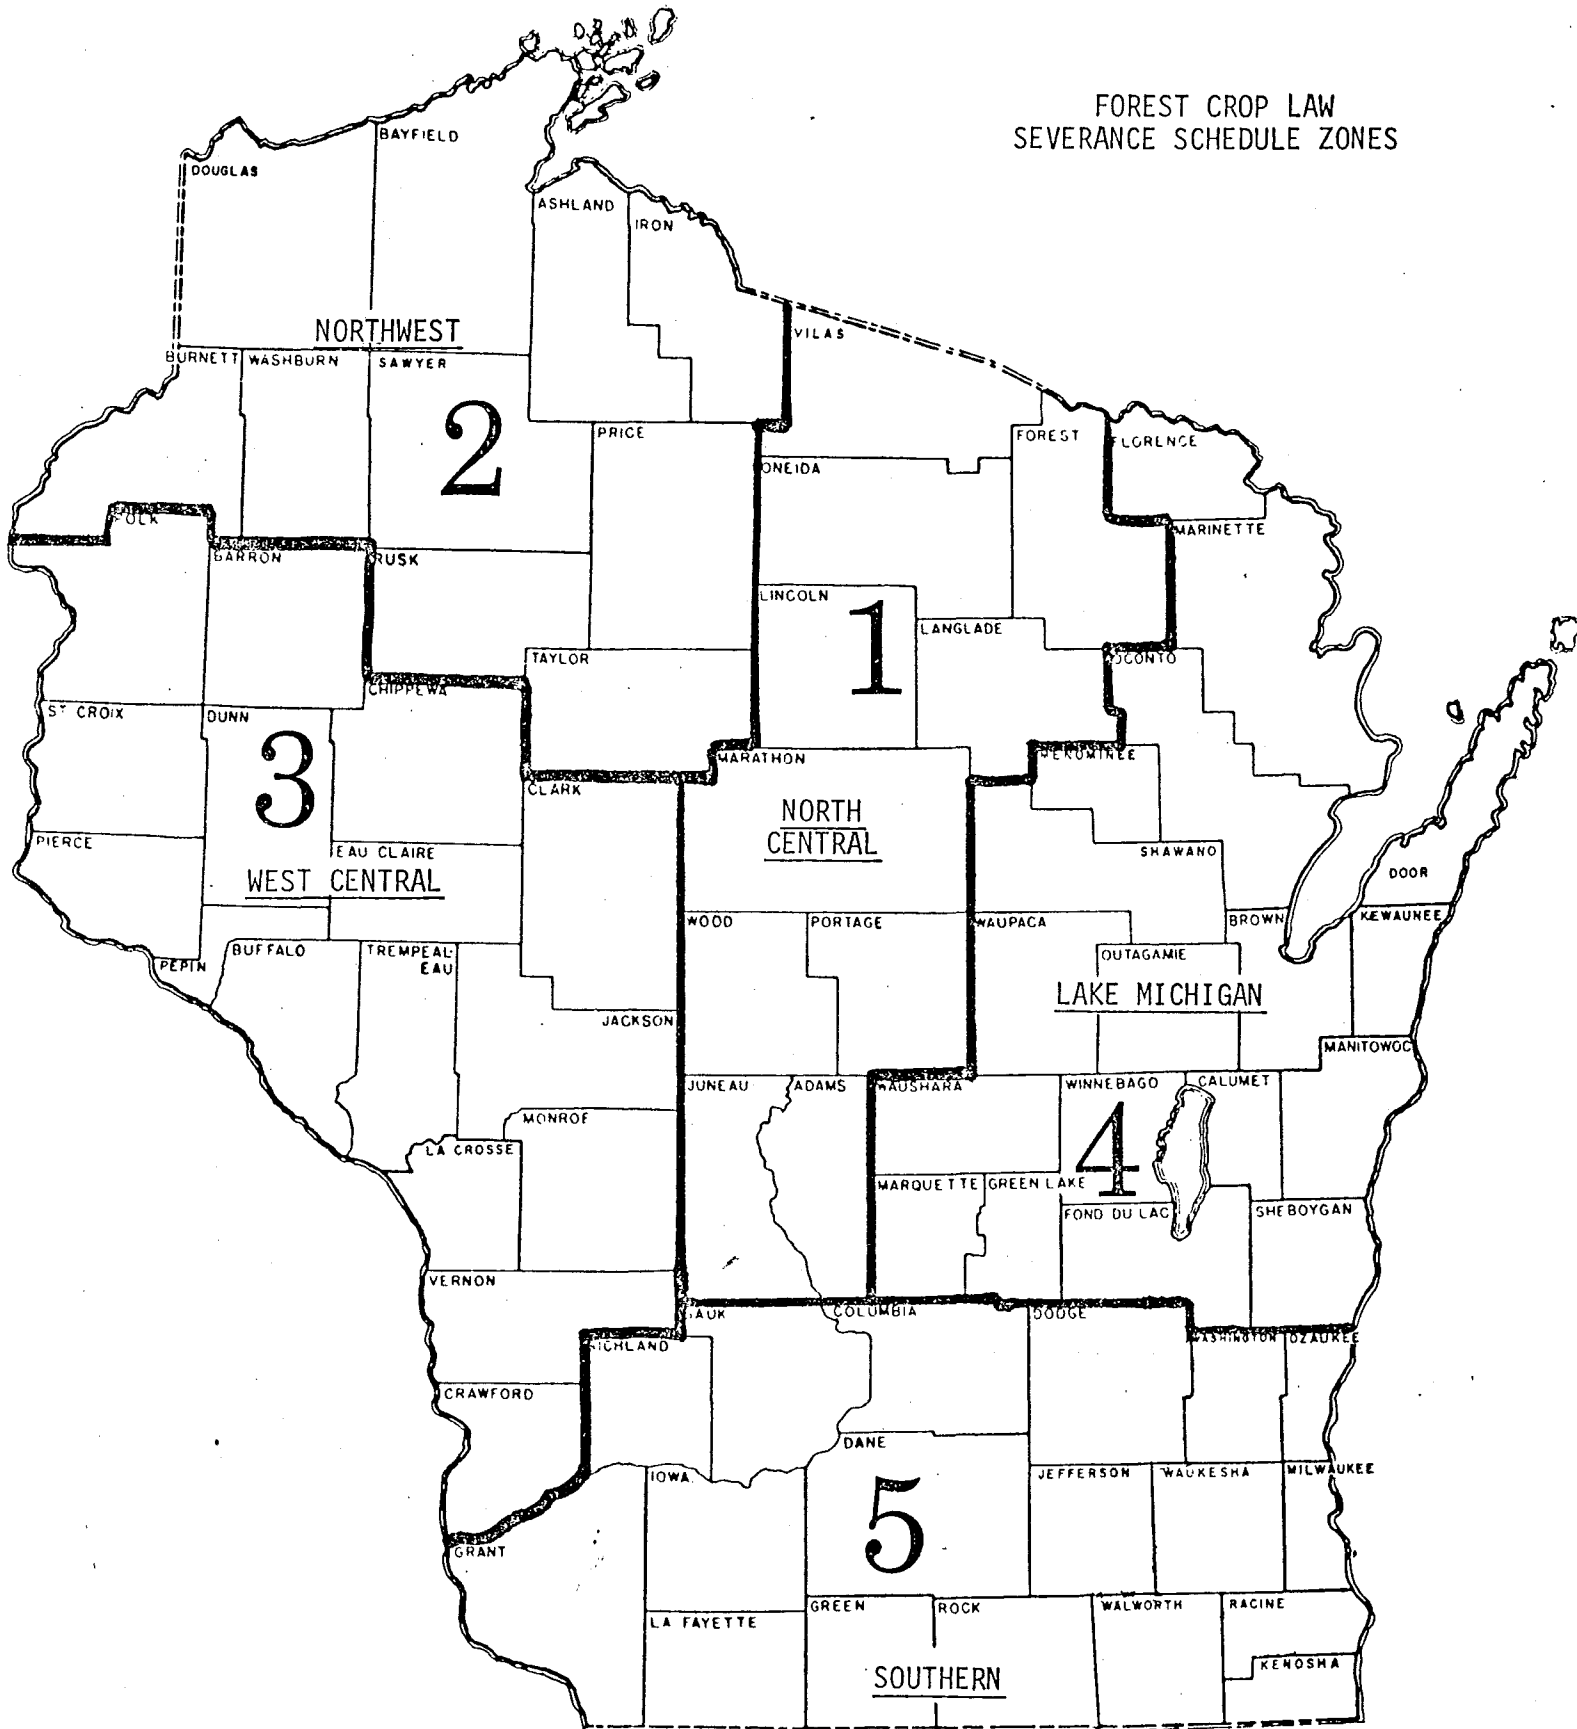 FOREST CROP LAW
SEVERANCE SCHEDULE ZONES
BAYFIELD
DOUGLAS
ASHLAND
IRON
NORTHWEST
VILAS
BURNETT
WASHBURN
SAWYER
2
PRICE
FOREST
FLORENCE
ONEIDA
POLK
MARINETTE
BARRON
RUSK
LINCOLN
1
LANGLADE
TAYLOR
OCONTO
CHIPPEWA
ST CROIX
DUNN
3
MARATHON
MENOMINEE
CLARK
NORTH
CENTRAL
PIERCE
EAU CLAIRE
SHAWANO
WEST CENTRAL
DOOR
WOOD
PORTAGE
WAUPACA
BROWN
KEWAUNEE
BUFFALO
TREMPEAL-
EAU
OUTAGAMIE
PEPIN
LAKE MICHIGAN
JACKSON
MANITOWOC
JUNEAU
ADAMS
WAUSHARA
WINNEBAGO
CALUMET
4
MONROE
LA CROSSE
MARQUETTE
GREEN LAKE
FOND DU LAC
SHEBOYGAN
VERNON
SAUK
COLUMBIA
DODGE
WASHINGTON
OZAUKEE
RICHLAND
CRAWFORD
DANE
IOWA
JEFFERSON
WAUKESHA
MILWAUKEE
5
GRANT
GREEN
ROCK
WALWORTH
RACINE
LA FAYETTE
KENOSHA
SOUTHERN